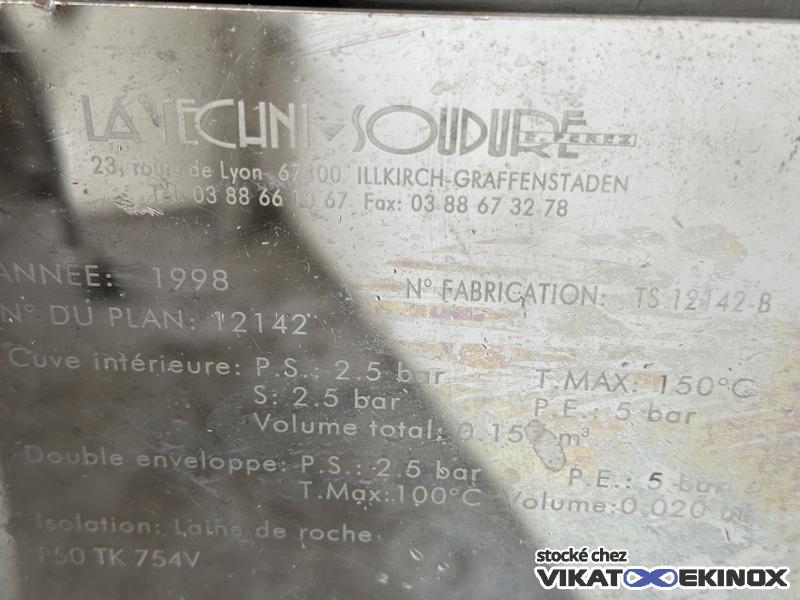 LA TECHNI SOUDURE
23, route de Lyon 67400 ILLKIRCH-GRAFFENSTADEN
Tél. 03 88 66 10 67 Fax: 03 88 67 32 78
ANNEE: 1998 N° FABRICATION: TS 12142-B
N° DU PLAN: 12142
Cuve intérieure: P.S.: 2.5 bar T.MAX: 150°C
S: 2.5 bar P.E.: 5 bar
Volume total: m³
Double enveloppe: P.S.: 2.5 bar P.E.: 5 bar
T.Max:100°C Volume:0.020
Isolation: Laine de roche
P50 TK 754V
stocké chez
VIKAT EKINOX